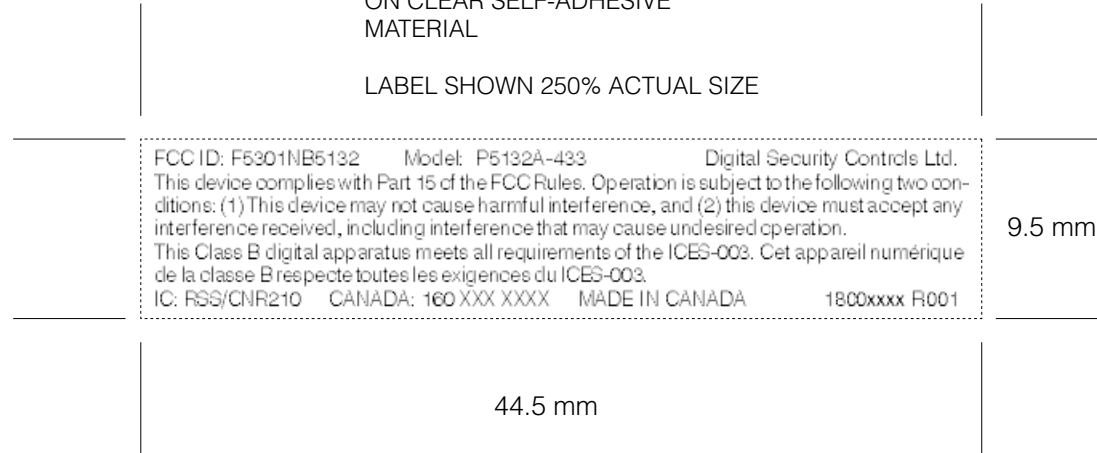 ON CLEAR SELF-ADHESIVE
MATERIAL
LABEL SHOWN 250% ACTUAL SIZE
FCC ID: F5301NB5132 Model: P5132A-433 Digital Security Controls Ltd.
This device complies with Part 15 of the FCC Rules. Operation is subject to the following two con-
ditions: (1) This device may not cause harmful interference, and (2) this device must accept any
interference received, including interference that may cause undesired operation.
This Class B digital apparatus meets all requirements of the ICES-003. Cet appareil numérique
de la classe B respecte toutes les exigences du ICES-003.
IC: RSS/CNR210 CANADA: 160 XXX XXXX MADE IN CANADA 1800xxxx R001
9.5 mm
44.5 mm